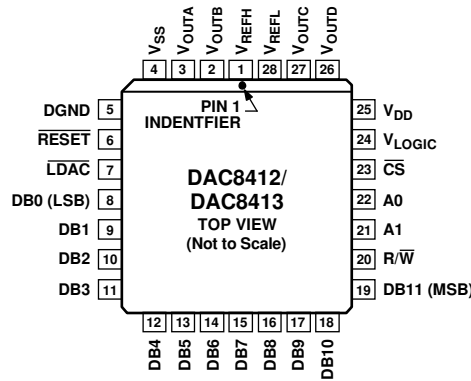 VSS VOUTA VOUTB VREFH VREFL VOUTC VOUTD
4 3 2 1 28 27 26
DGND 5
RESET 6
LDAC 7
DB0 (LSB) 8
DB1 9
DB2 10
DB3 11
PIN 1
INDENTFIER
DAC8412/
DAC8413
TOP VIEW
(Not to Scale)
25 VDD
24 VLOGIC
23 CS
22 A0
21 A1
20 R/W
19 DB11 (MSB)
12 13 14 15 16 17 18
DB4 DB5 DB6 DB7 DB8 DB9 DB10